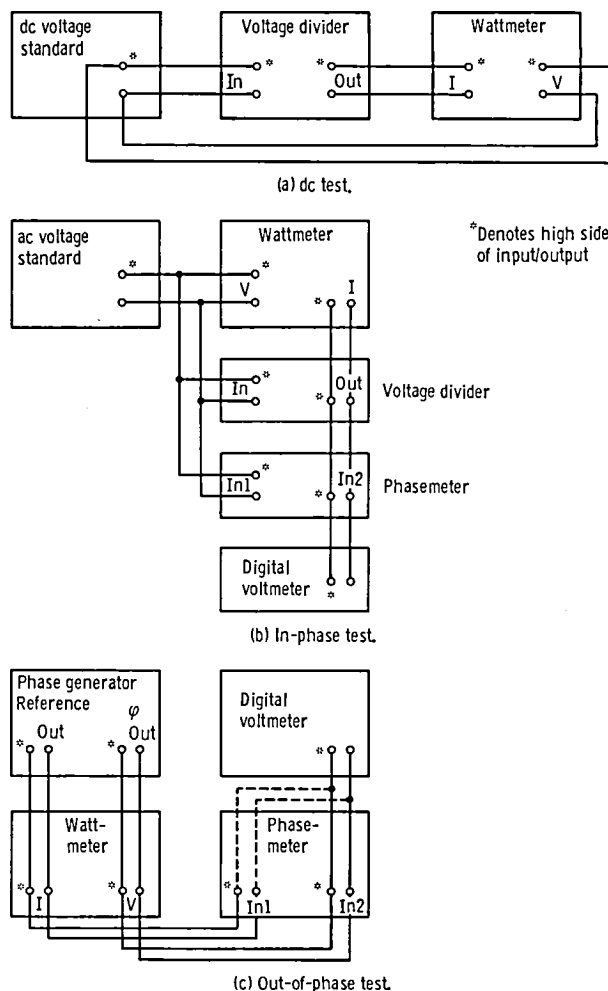 dc voltage standard
Voltage divider
Wattmeter
*
* *
* *
In Out I V
(a) dc test.
ac voltage standard
Wattmeter
*Denotes high side of input/output
* *
V I
*
In Out
* Voltage divider
*
In1 In2
* Phasemeter
Digital voltmeter
*
(b) In-phase test.
Phase generator
Reference φ
* Out * Out
Digital voltmeter
*
Watt-meter
Phase-meter
* * * *
I V In1 In2
(c) Out-of-phase test.